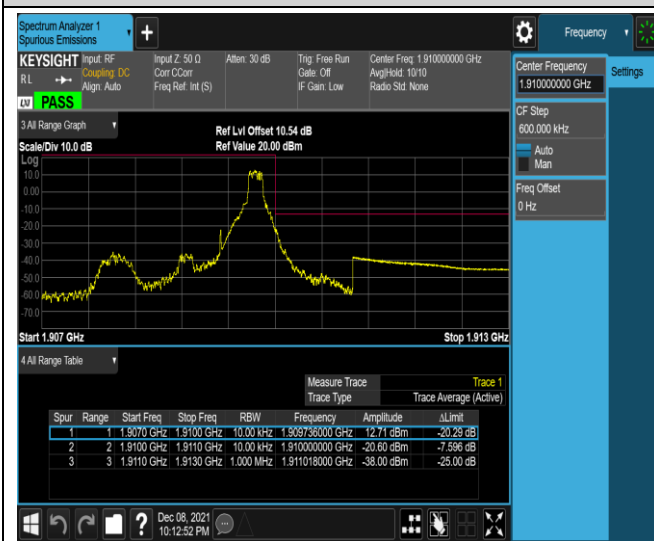 Spectrum Analyzer 1
Spurious Emissions
+
Frequency
KEYSIGHT
RL
Input: RF
Coupling: DC
Align: Auto
Input Z: 50 Ω
Corr CCorr
Freq Ref: Int (S)
Atten: 30 dB
Trig: Free Run
Gate: Off
IF Gain: Low
Center Freq: 1.910000000 GHz
Avg|Hold: 10/10
Radio Std: None
LXI PASS
Center Frequency
1.910000000 GHz
Settings
CF Step
600.000 kHz
Auto
Man
Freq Offset
0 Hz
3 All Range Graph
Scale/Div 10.0 dB
Ref Lvl Offset 10.54 dB
Ref Value 20.00 dBm
Log
10.0
0.00
-10.0
-20.0
-30.0
-40.0
-50.0
-60.0
-70.0
Start 1.907 GHz
Stop 1.913 GHz
4 All Range Table
Measure Trace Trace 1
Trace Type Trace Average (Active)
Spur Range Start Freq Stop Freq RBW Frequency Amplitude ΔLimit
1 1 1.9070 GHz 1.9100 GHz 10.00 kHz 1.909736000 GHz 12.71 dBm -20.29 dB
2 2 1.9100 GHz 1.9110 GHz 10.00 kHz 1.910000000 GHz -20.60 dBm -7.596 dB
3 3 1.9110 GHz 1.9130 GHz 1.000 MHz 1.911018000 GHz -38.00 dBm -25.00 dB
?
Dec 08, 2021
10:12:52 PM